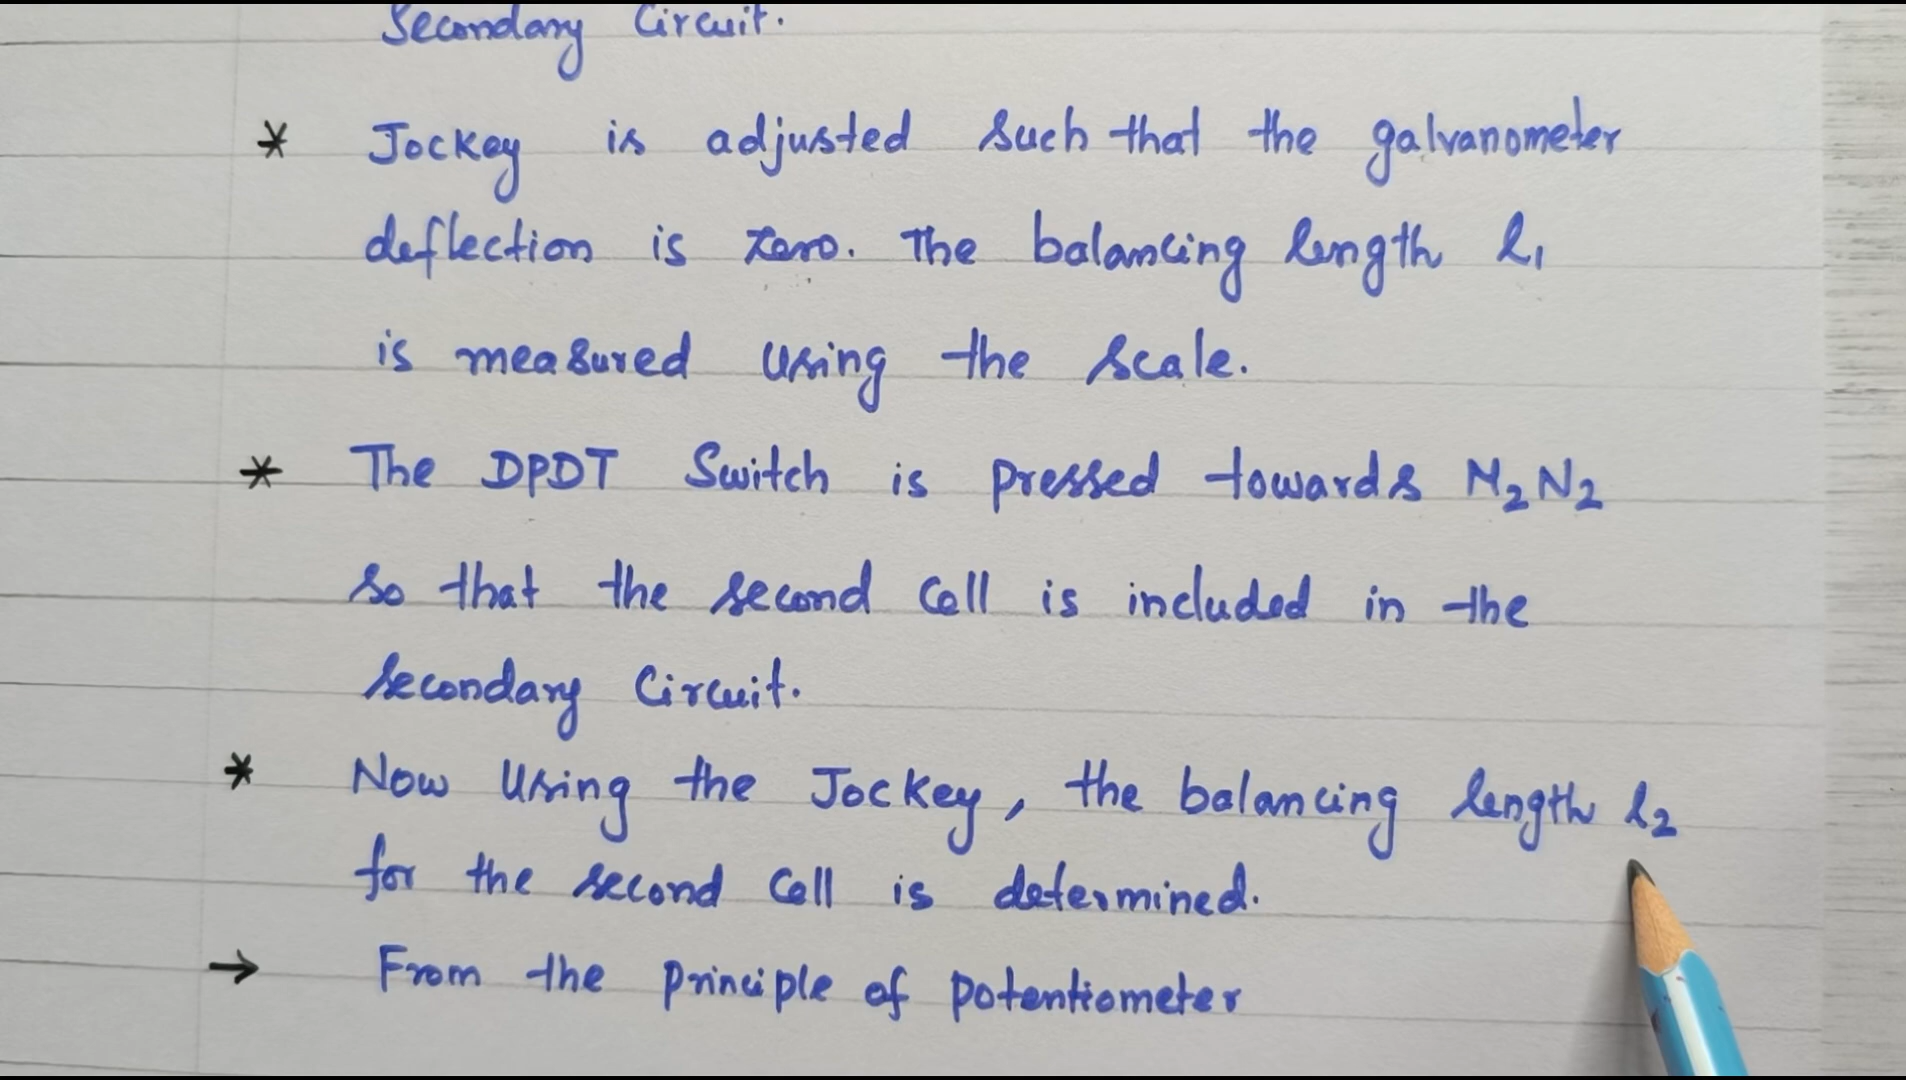 Secondary Circuit.
* Jockey is adjusted such that the galvanometer
deflection is zero. The balancing length l₁
is measured using the scale.
* The DPDT Switch is pressed towards M₂N₂
so that the second cell is included in the
secondary Circuit.
* Now Using the Jockey, the balancing length l₂
for the second cell is determined.
→ From the principle of potentiometer